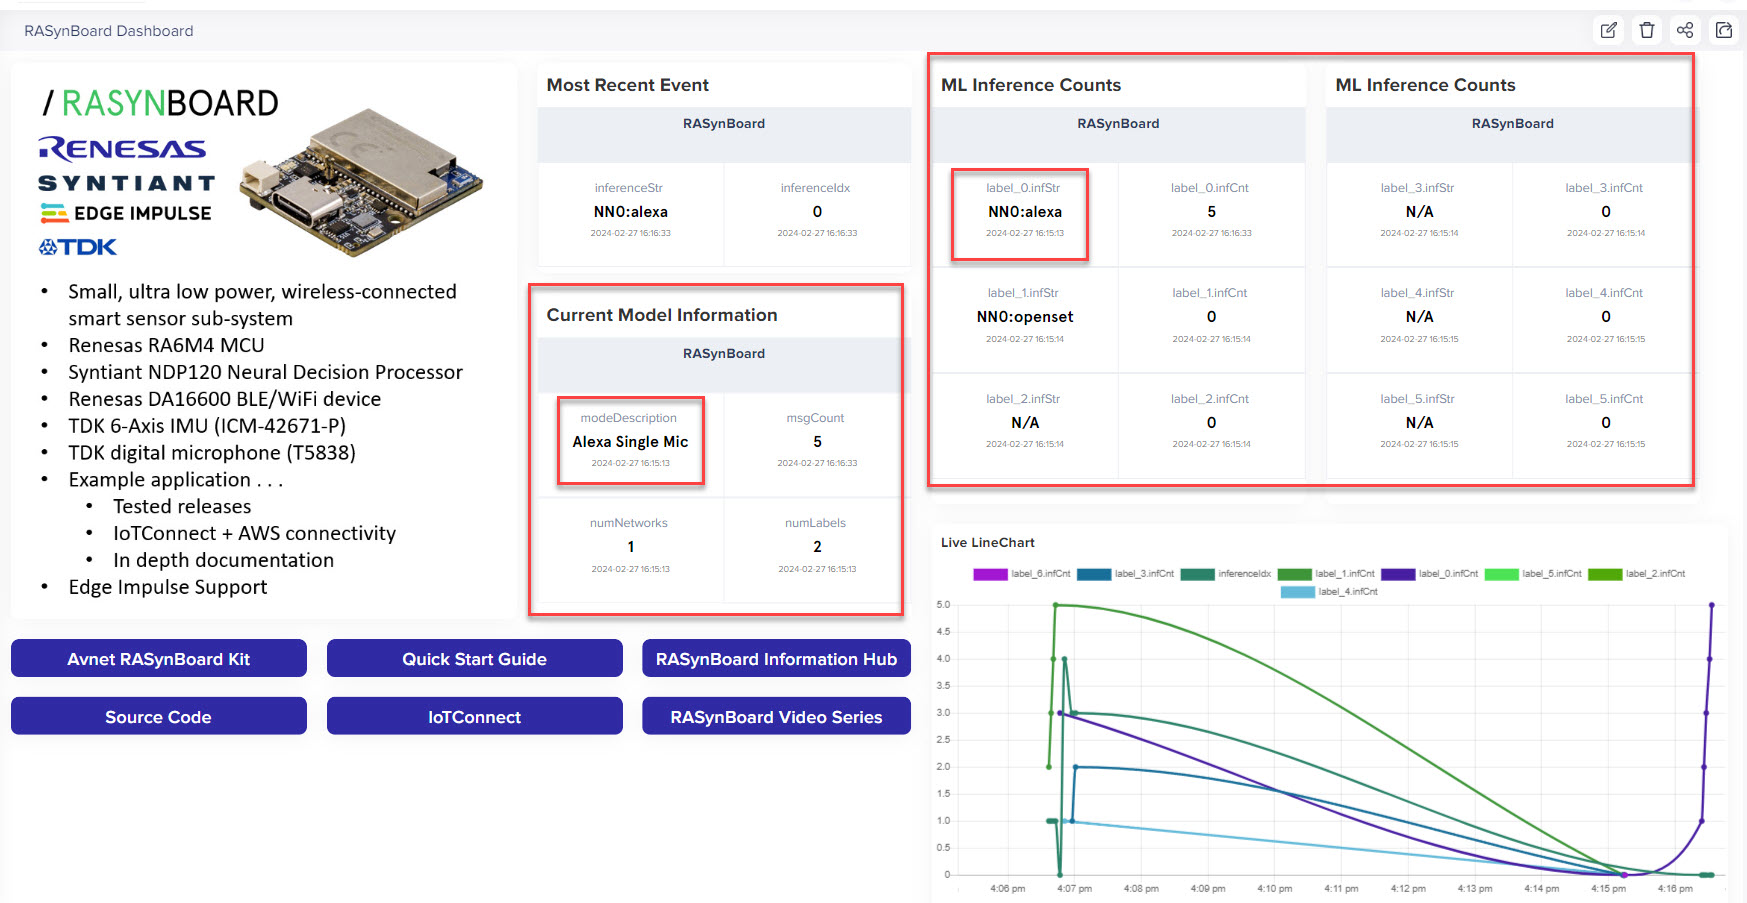 RASynBoard Dashboard
/ RASYNBOARD
RENESAS
SYNTIANT
EDGE IMPULSE
TDK
• Small, ultra low power, wireless-connected
smart sensor sub-system
• Renesas RA6M4 MCU
• Syntiant NDP120 Neural Decision Processor
• Renesas DA16600 BLE/WiFi device
• TDK 6-Axis IMU (ICM-42671-P)
• TDK digital microphone (T5838)
• Example application . . .
• Tested releases
• IoTConnect + AWS connectivity
• In depth documentation
• Edge Impulse Support
Most Recent Event
RASynBoard
inferenceStr inferenceIdx
NN0:alexa 0
2024-02-27 16:16:33 2024-02-27 16:16:33
Current Model Information
RASynBoard
modeDescription msgCount
Alexa Single Mic 5
2024-02-27 16:15:13 2024-02-27 16:16:33
numNetworks numLabels
1 2
2024-02-27 16:15:13 2024-02-27 16:15:13
ML Inference Counts
RASynBoard
label_0.infStr label_0.infCnt
NN0:alexa 5
2024-02-27 16:15:13 2024-02-27 16:16:33
label_1.infStr label_1.infCnt
NN0:openset 0
2024-02-27 16:15:14 2024-02-27 16:15:14
label_2.infStr label_2.infCnt
N/A 0
2024-02-27 16:15:14 2024-02-27 16:15:14
ML Inference Counts
RASynBoard
label_3.infStr label_3.infCnt
N/A 0
2024-02-27 16:15:14 2024-02-27 16:15:14
label_4.infStr label_4.infCnt
N/A 0
2024-02-27 16:15:15 2024-02-27 16:15:15
label_5.infStr label_5.infCnt
N/A 0
2024-02-27 16:15:15 2024-02-27 16:15:15
Avnet RASynBoard Kit Quick Start Guide RASynBoard Information Hub
Source Code IoTConnect RASynBoard Video Series
Live LineChart
label_6.infCnt label_3.infCnt inferenceIdx label_1.infCnt label_0.infCnt label_5.infCnt label_2.infCnt
label_4.infCnt
5.0
4.5
4.0
3.5
3.0
2.5
2.0
1.5
1.0
0.5
0
4:06 pm 4:07 pm 4:08 pm 4:09 pm 4:10 pm 4:11 pm 4:12 pm 4:13 pm 4:14 pm 4:15 pm 4:16 pm